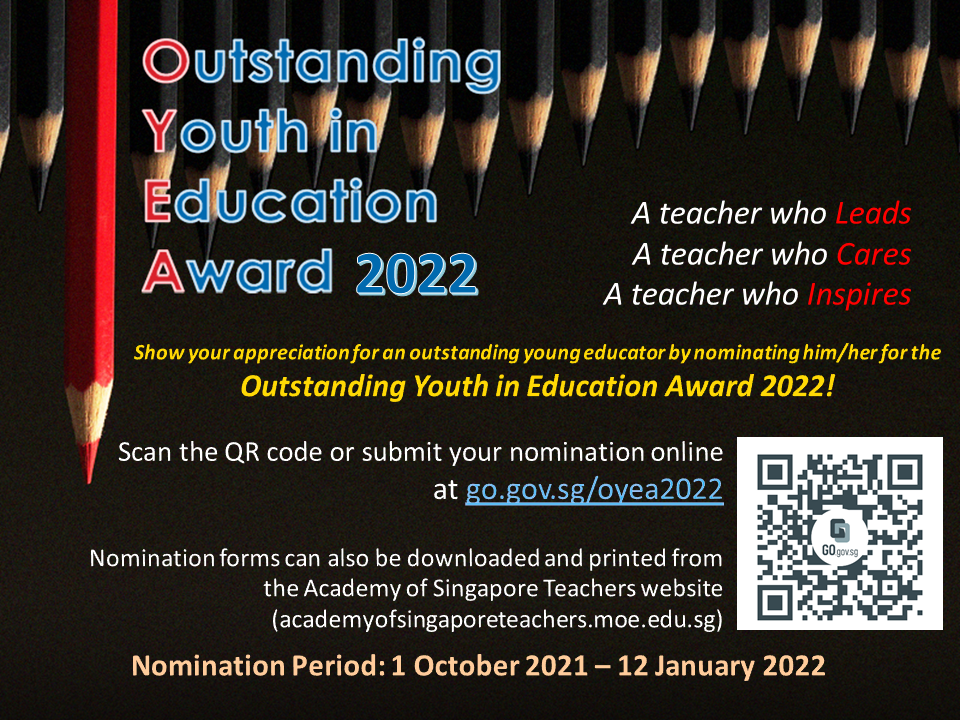 Outstanding
Youth in
Education
Award 2022
A teacher who Leads
A teacher who Cares
A teacher who Inspires
Show your appreciation for an outstanding young educator by nominating him/her for the
Outstanding Youth in Education Award 2022!
Scan the QR code or submit your nomination online
at go.gov.sg/oyea2022
GOgov.sg
Nomination forms can also be downloaded and printed from
the Academy of Singapore Teachers website
(academyofsingaporeteachers.moe.edu.sg)
Nomination Period: 1 October 2021 – 12 January 2022